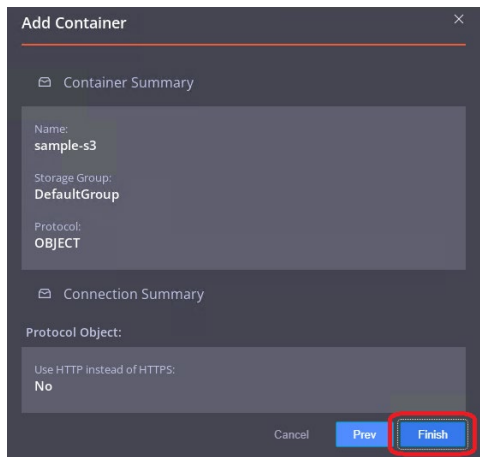 Add Container
Container Summary
Name:
sample-s3
Storage Group:
DefaultGroup
Protocol:
OBJECT
Connection Summary
Protocol Object:
Use HTTP instead of HTTPS:
No
Cancel Prev Finish